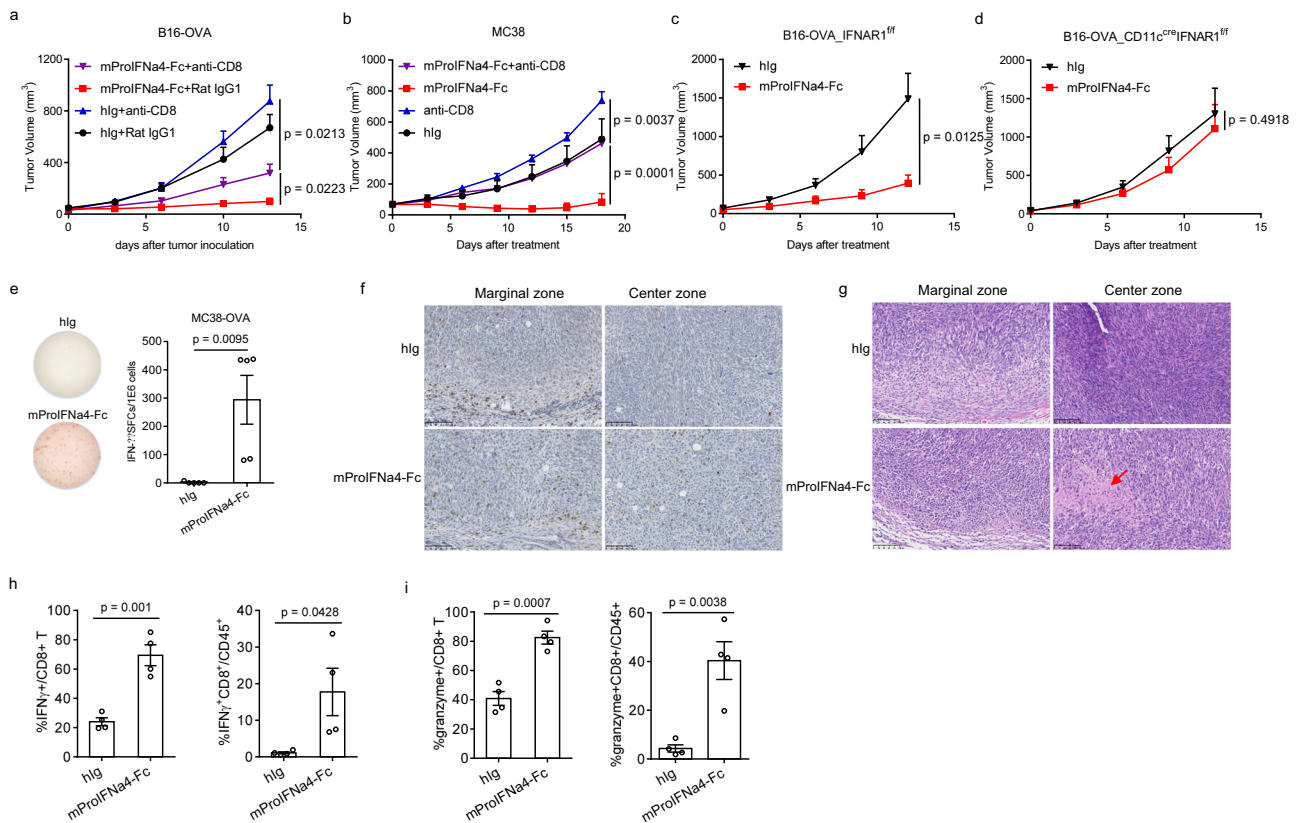 a
B16-OVA
mProIFNa4-Fc+anti-CD8
mProIFNa4-Fc+Rat IgG1
hIg+anti-CD8
hIg+Rat IgG1
Tumor Volume (mm³)
1200
800
400
0
0
5
10
15
days after tumor inoculation
p = 0.0213
p = 0.0223
b
MC38
mProIFNa4-Fc+anti-CD8
mProIFNa4-Fc
anti-CD8
hIg
Tumor Volume (mm³)
1000
800
600
400
200
0
0
5
10
15
20
Days after treatment
p = 0.0037
p = 0.0001
c
B16-OVA_IFNAR1f/f
hIg
mProIFNa4-Fc
Tumor Volume (mm³)
2000
1500
1000
500
0
0
5
10
15
Days after treatment
p = 0.0125
d
B16-OVA_CD11ccreIFNAR1f/f
hIg
mProIFNa4-Fc
Tumor Volume (mm³)
2000
1500
1000
500
0
0
5
10
15
Days after treatment
p = 0.4918
e
hIg
mProIFNa4-Fc
MC38-OVA
p = 0.0095
IFN-??SFCs/1E6 cells
500
400
300
200
100
0
hIg
mProIFNa4-Fc
f
Marginal zone
Center zone
hIg
mProIFNa4-Fc
g
Marginal zone
Center zone
hIg
mProIFNa4-Fc
h
p = 0.001
%IFNγ+/CD8+ T
100
80
60
40
20
0
hIg
mProIFNa4-Fc
p = 0.0428
%IFNγ⁺CD8⁺/CD45⁺
40
30
20
10
0
hIg
mProIFNa4-Fc
i
p = 0.0007
%granzyme+/CD8+ T
100
80
60
40
20
0
hIg
mProIFNa4-Fc
p = 0.0038
%granzyme+CD8+/CD45+
60
40
20
0
hIg
mProIFNa4-Fc